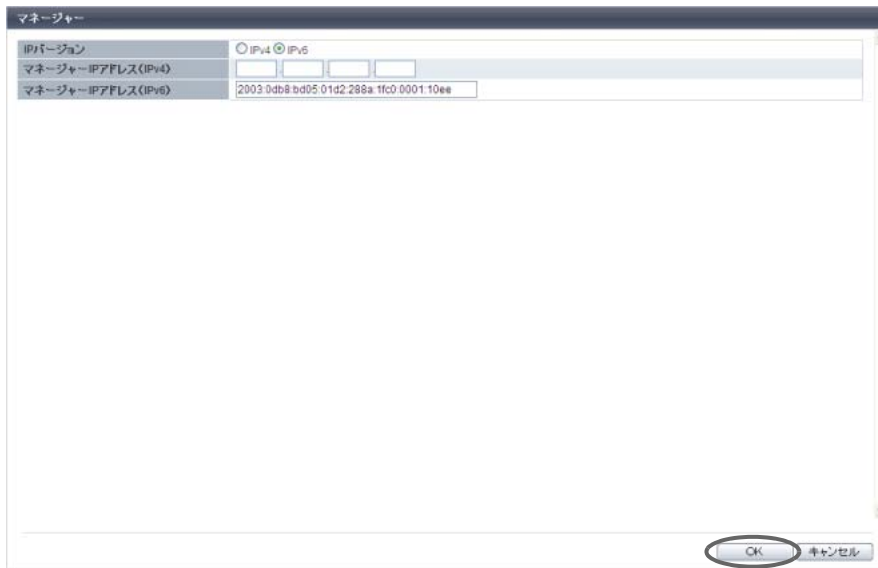 マネージャー
IPバージョン IPv4 IPv6
マネージャーIPアドレス(IPv4) . . .
マネージャーIPアドレス(IPv6) 2003:0db8:bd05:01d2:288a:1fc0:0001:10ee
OK キャンセル